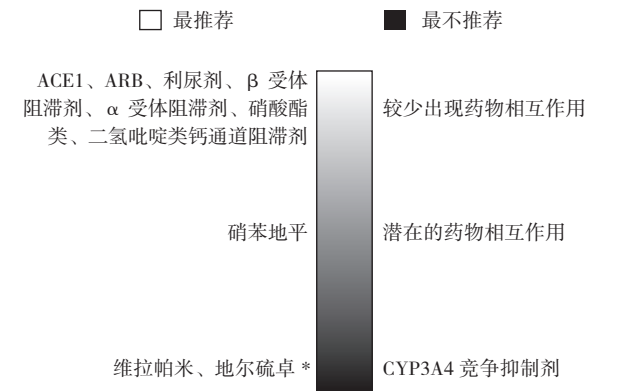 最推荐 最不推荐
ACE1、ARB、利尿剂、β 受体
阻滞剂、α 受体阻滞剂、硝酸酯
类、二氢吡啶类钙通道阻滞剂
较少出现药物相互作用
硝苯地平
潜在的药物相互作用
维拉帕米、地尔硫卓 *
CYP3A4 竞争抑制剂